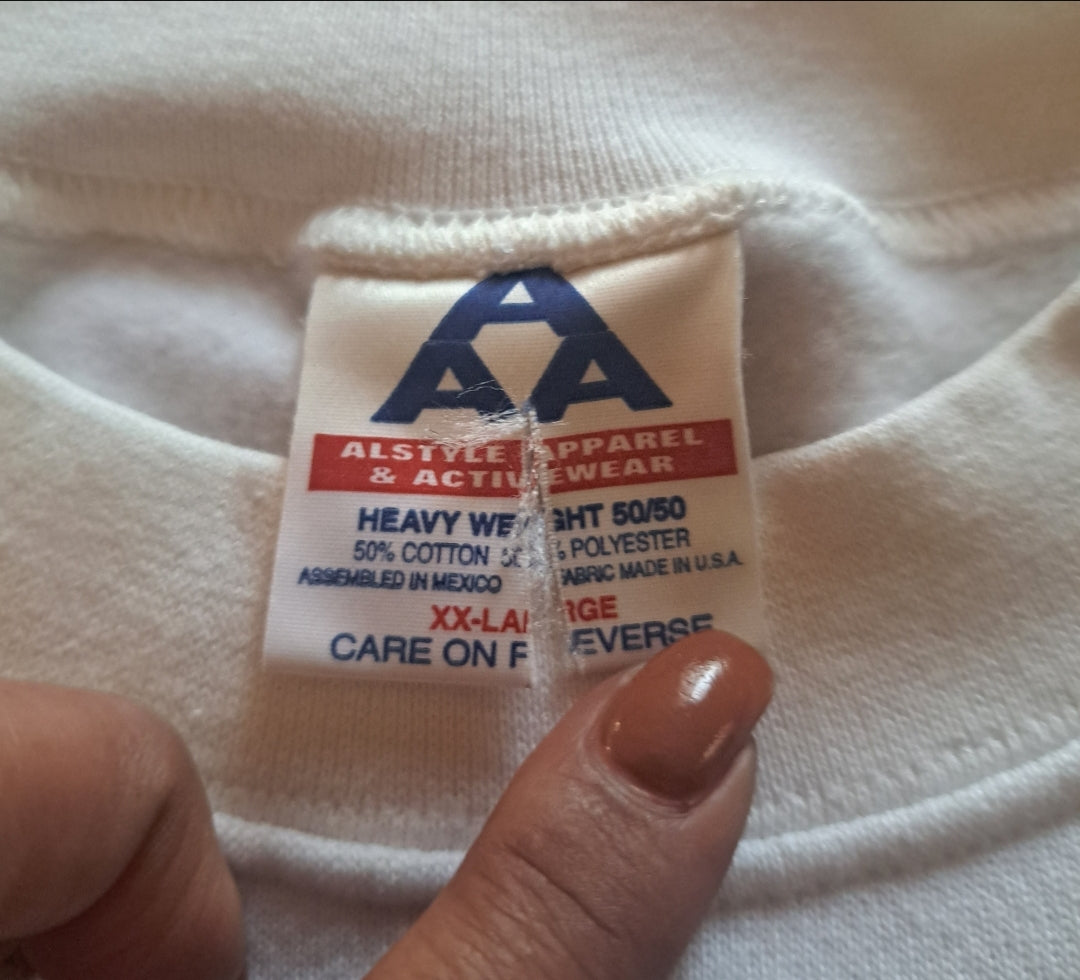 A
AA
ALSTYLE APPAREL
& ACTIVEWEAR
HEAVY WEIGHT 50/50
50% COTTON 50% POLYESTER
ASSEMBLED IN MEXICO FABRIC MADE IN U.S.A.
XX-LARGE
CARE ON REVERSE